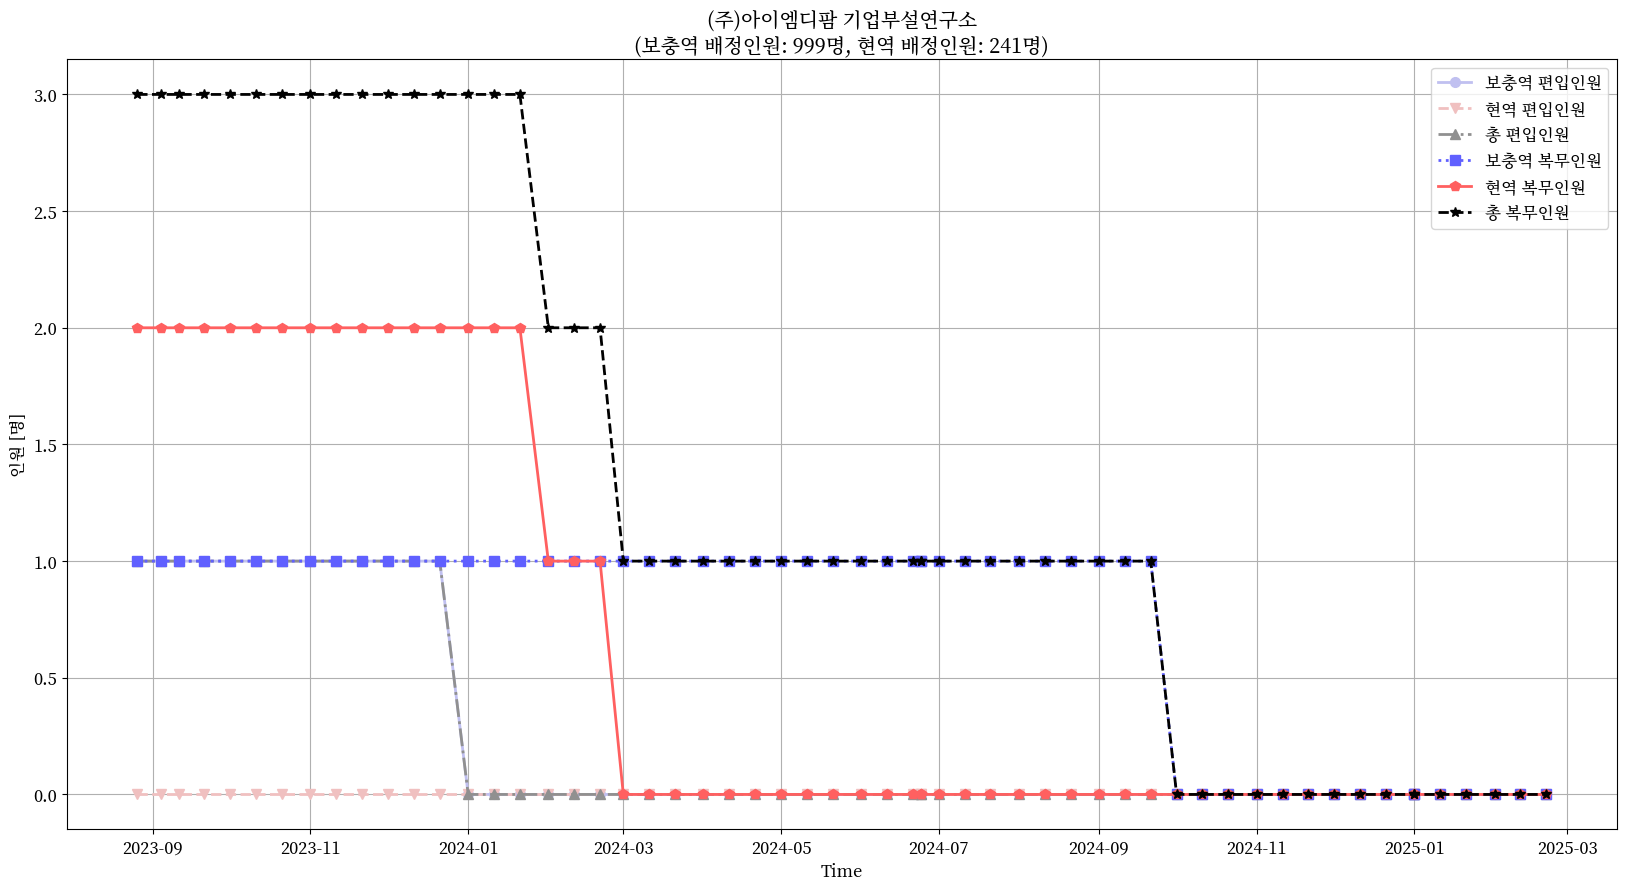 (주)아이엠디팜 기업부설연구소
(보충역 배정인원: 999명, 현역 배정인원: 241명)
보충역 편입인원
현역 편입인원
총 편입인원
보충역 복무인원
현역 복무인원
총 복무인원
인원 [명]
3.0
2.5
2.0
1.5
1.0
0.5
0.0
2023-09 2023-11 2024-01 2024-03 2024-05 2024-07 2024-09 2024-11 2025-01 2025-03
Time